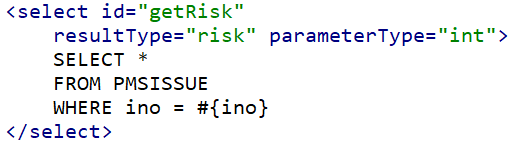 <select id="getRisk"
    resultType="risk" parameterType="int">
    SELECT *
    FROM PMSISSUE
    WHERE ino = #{ino}
</select>